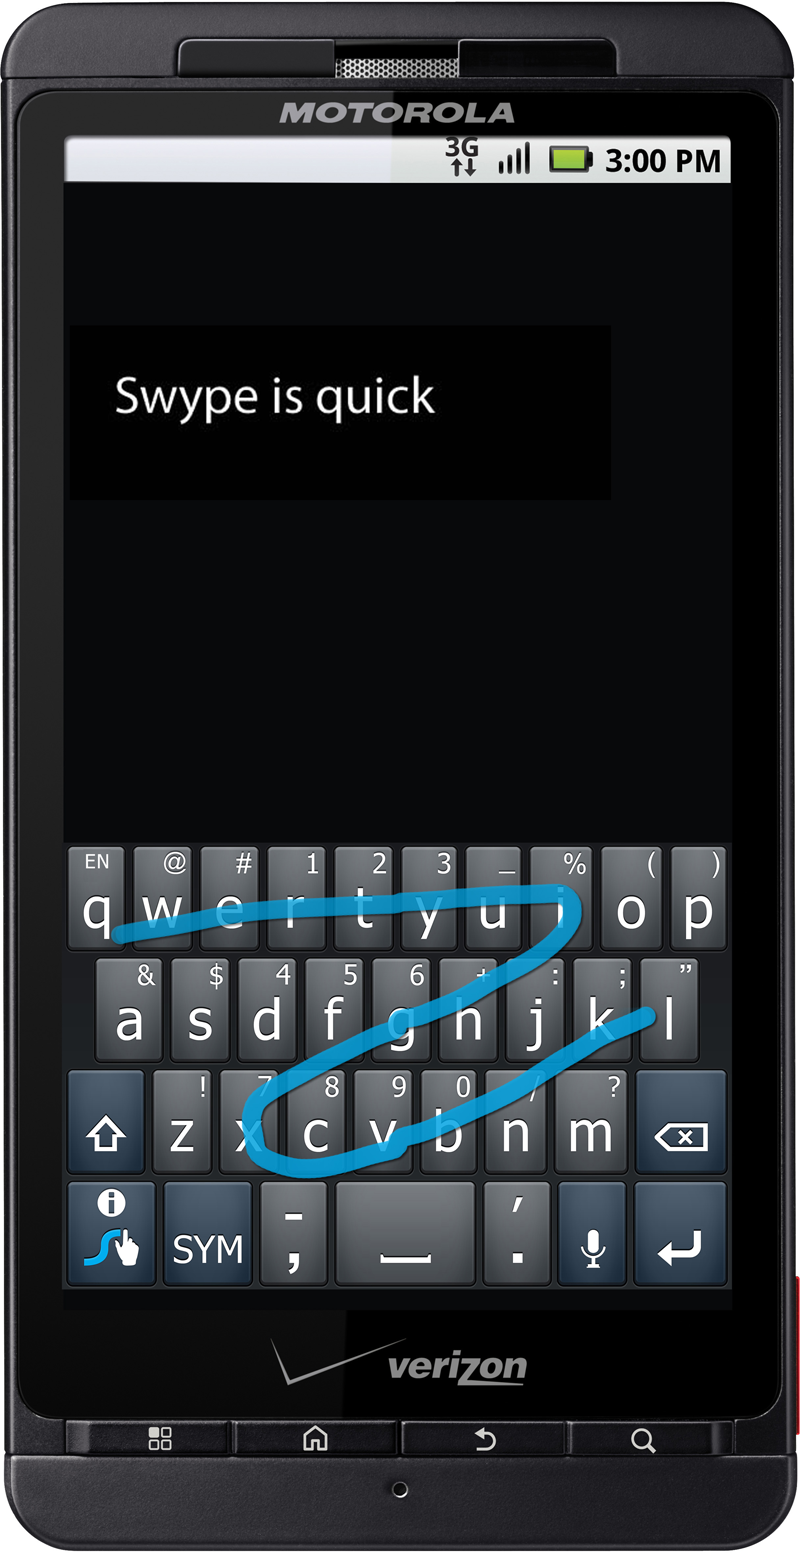 MOTOROLA
3G 3:00 PM
Swype is quick
EN @ # 1 2 3 _ % ( )
q w e r t y u i o p
& $ 4 5 6 + : ; ”
a s d f g h j k l
! 7 8 9 0 / ?
z x c v b n m
i - ’
SYM ; .
verizon